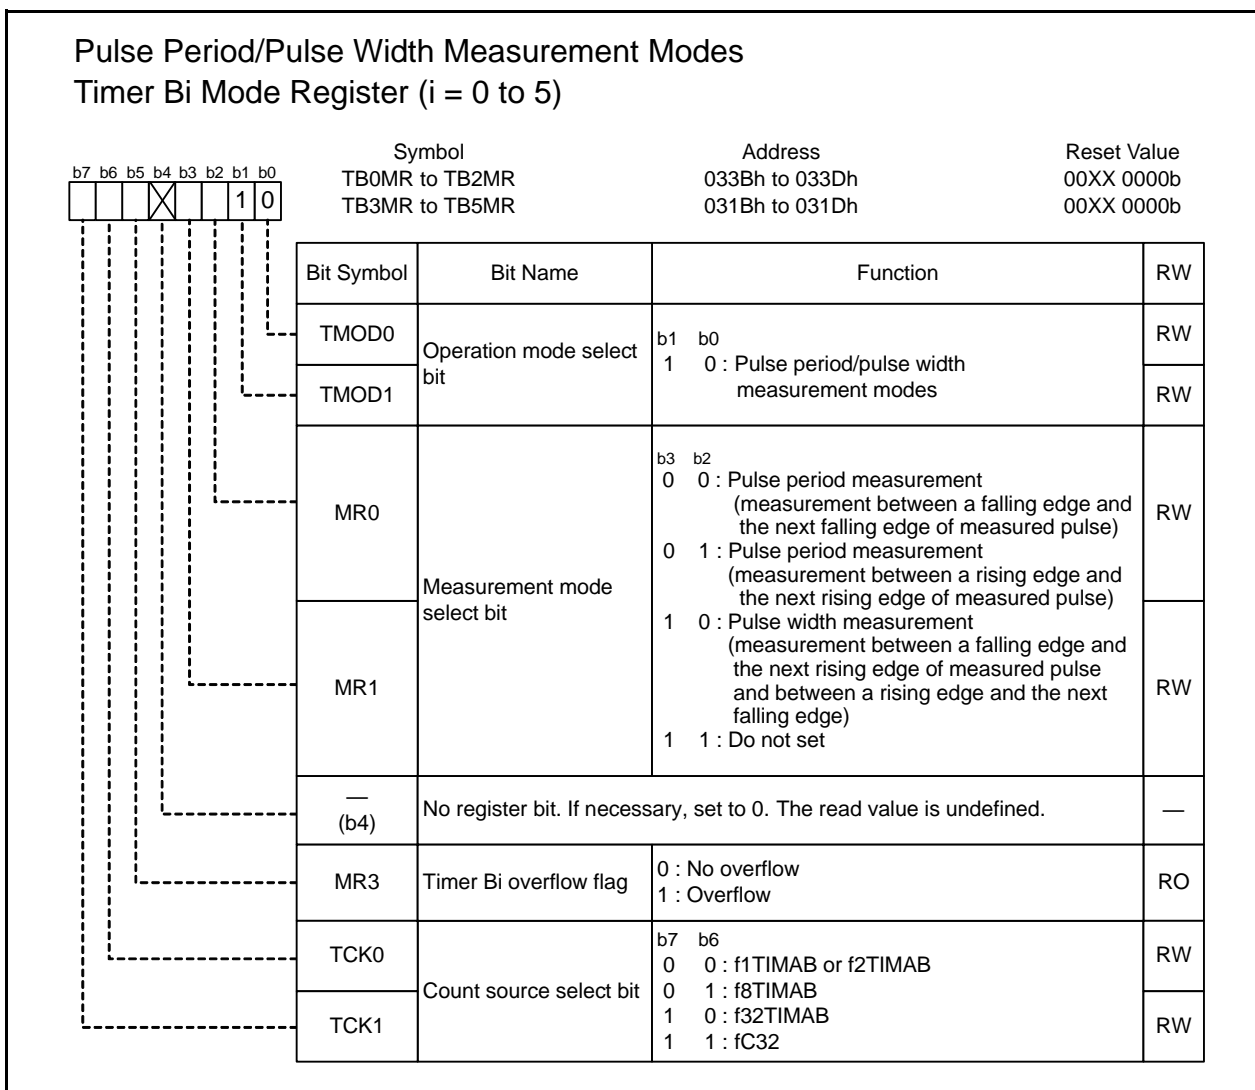 Pulse Period/Pulse Width Measurement Modes
Timer Bi Mode Register (i = 0 to 5)
Symbol Address Reset Value
b7 b6 b5 b4 b3 b2 b1 b0
TB0MR to TB2MR 033Bh to 033Dh 00XX 0000b
1 0 TB3MR to TB5MR 031Bh to 031Dh 00XX 0000b
Bit Symbol Bit Name Function RW
TMOD0 RW
Operation mode select
bit
b1 b0
1 0 : Pulse period/pulse width
measurement modes
TMOD1 RW
b3 b2
0 0 : Pulse period measurement
(measurement between a falling edge and
the next falling edge of measured pulse)
MR0 RW
0 1 : Pulse period measurement
(measurement between a rising edge and
the next rising edge of measured pulse)
Measurement mode
select bit
1 0 : Pulse width measurement
(measurement between a falling edge and
the next rising edge of measured pulse
and between a rising edge and the next
falling edge)
MR1 RW
1 1 : Do not set
—
(b4)
No register bit. If necessary, set to 0. The read value is undefined. —
MR3 Timer Bi overflow flag
0 : No overflow
1 : Overflow
RO
TCK0 RW
Count source select bit
b7 b6
0 0 : f1TIMAB or f2TIMAB
0 1 : f8TIMAB
1 0 : f32TIMAB
1 1 : fC32
TCK1 RW